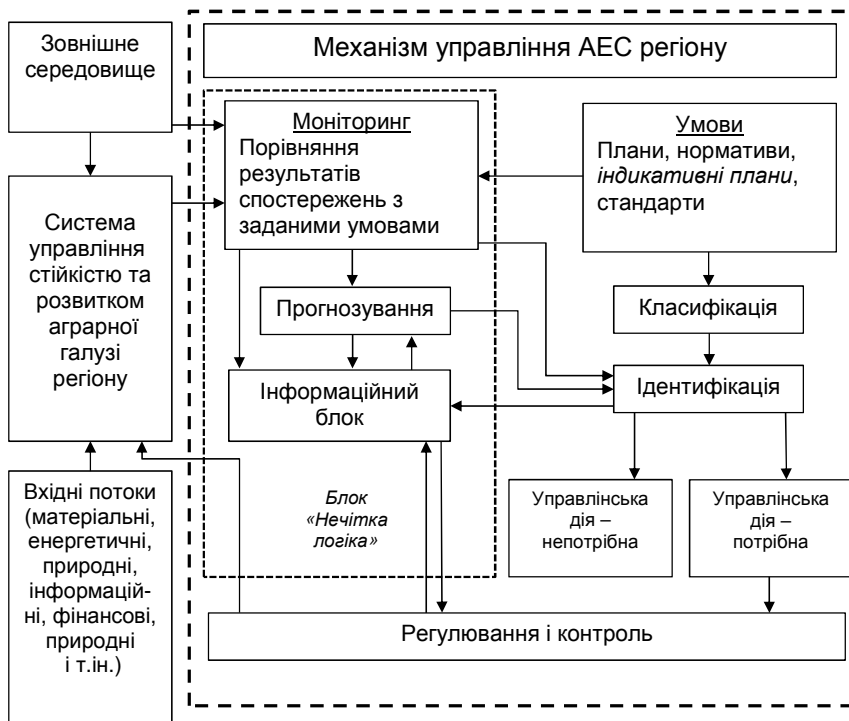 Зовнішне
середовище
Механізм управління АЕС регіону
Моніторинг
Порівняння
результатів
спостережень з
заданими умовами
Умови
Плани, нормативи,
індикативні плани,
стандарти
Система
управління
стійкістю та
розвитком
аграрної
галузі
регіону
Прогнозування
Класифікація
Інформаційний
блок
Ідентифікація
Вхідні потоки
(матеріальні,
енергетичні,
природні,
інформацій-
ні, фінансові,
природні
і т.ін.)
Блок
«Нечітка
логіка»
Управлінська
дія –
непотрібна
Управлінська
дія –
потрібна
Регулювання і контроль